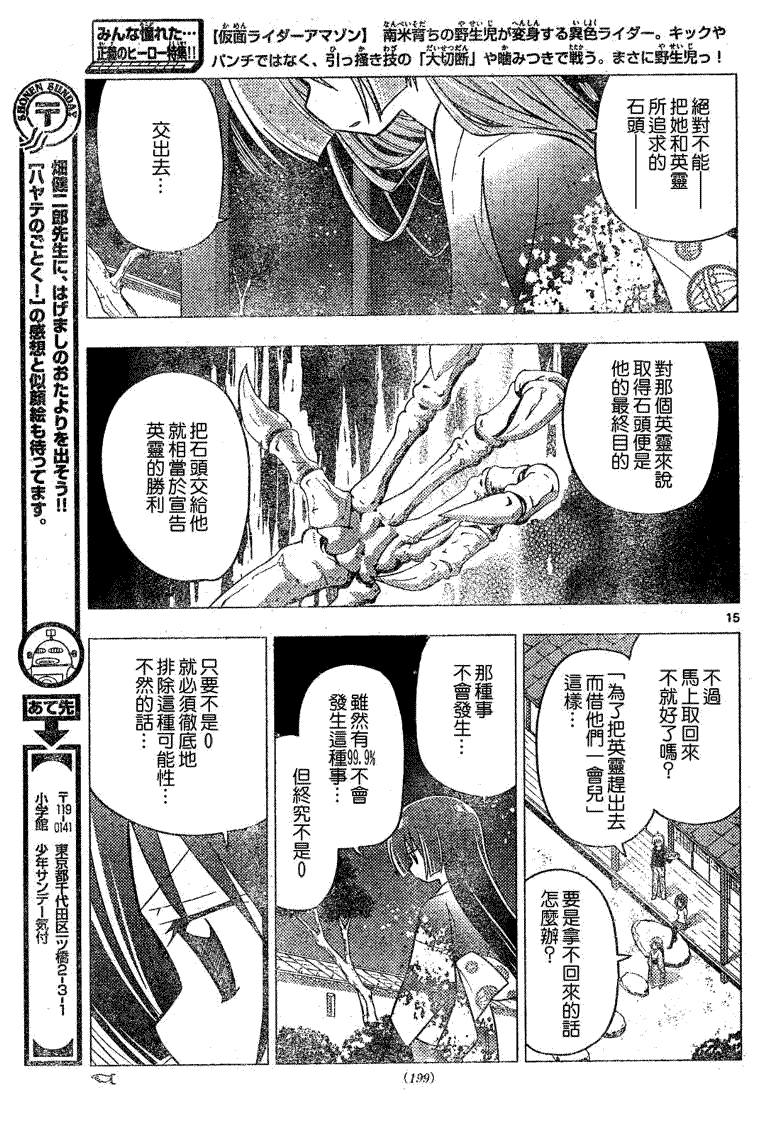 みんな憧れた…
正義のヒーロー特集!!
【仮面ライダーアマゾン】 南米育ちの野生児が変身する異色ライダー。キックや
パンチではなく、引っ掻き技の「大切断」や噛みつきで戦う。まさに野生児っ！
絕對不能——
把她和英靈
所追求的
石頭——
交出去…
對那個英靈來說
取得石頭便是
他的最終目的
把石頭交給他
就相當於宣告
英靈的勝利
15
不過
馬上取回來
不就好了嗎？
「為了把英靈趕出去
而借他們一會兒」
這樣…
要是拿不回來的話
怎麼辦？
那種事
不會發生…
雖然有
99.9%不會
發生這種事…
但終究不是0
只要不是0
就必須徹底地
排除這種可能性…
不然的話…
SHONEN SUNDAY
〒
畑健二郎先生に、はげましのおたよりを出そう!!
『ハヤテのごとく！』の感想と似顔絵も待ってます。
あて先
〒119-0141 東京都千代田区一ツ橋2-3-1
小学館 少年サンデー気付
(199)